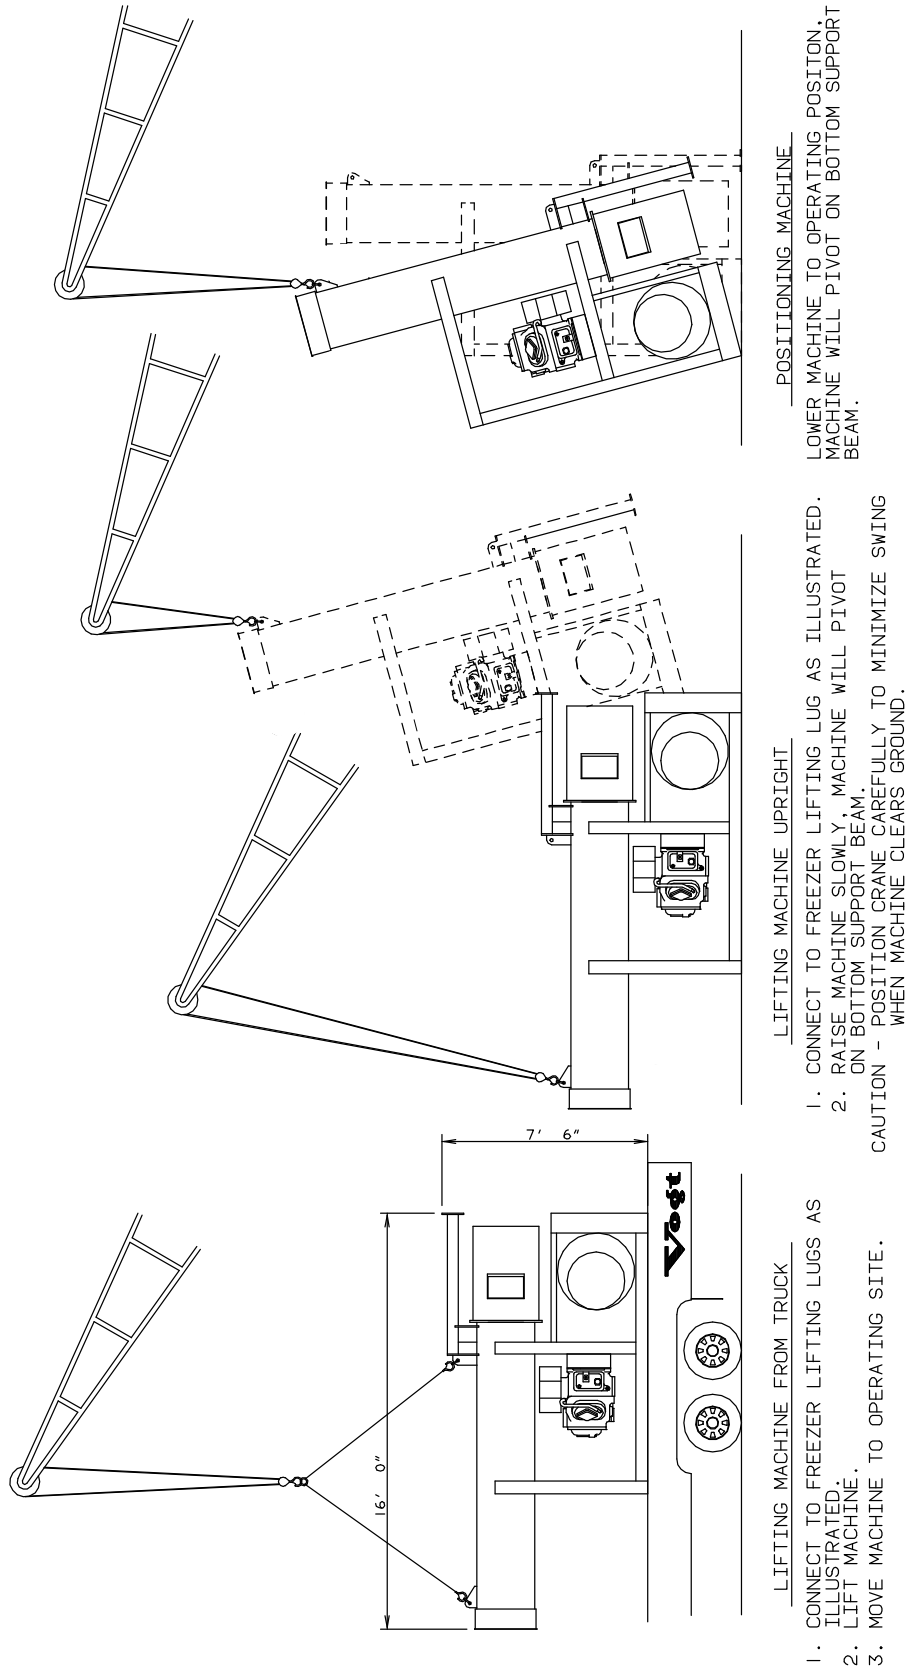 16' 0"
7' 6"
Vogt
LIFTING MACHINE FROM TRUCK
1. CONNECT TO FREEZER LIFTING LUGS AS
ILLUSTRATED.
2. LIFT MACHINE.
3. MOVE MACHINE TO OPERATING SITE.
LIFTING MACHINE UPRIGHT
1. CONNECT TO FREEZER LIFTING LUG AS ILLUSTRATED.
2. RAISE MACHINE SLOWLY, MACHINE WILL PIVOT
ON BOTTOM SUPPORT BEAM.
CAUTION - POSITION CRANE CAREFULLY TO MINIMIZE SWING
WHEN MACHINE CLEARS GROUND.
POSITIONING MACHINE
LOWER MACHINE TO OPERATING POSITON,
MACHINE WILL PIVOT ON BOTTOM SUPPORT
BEAM.